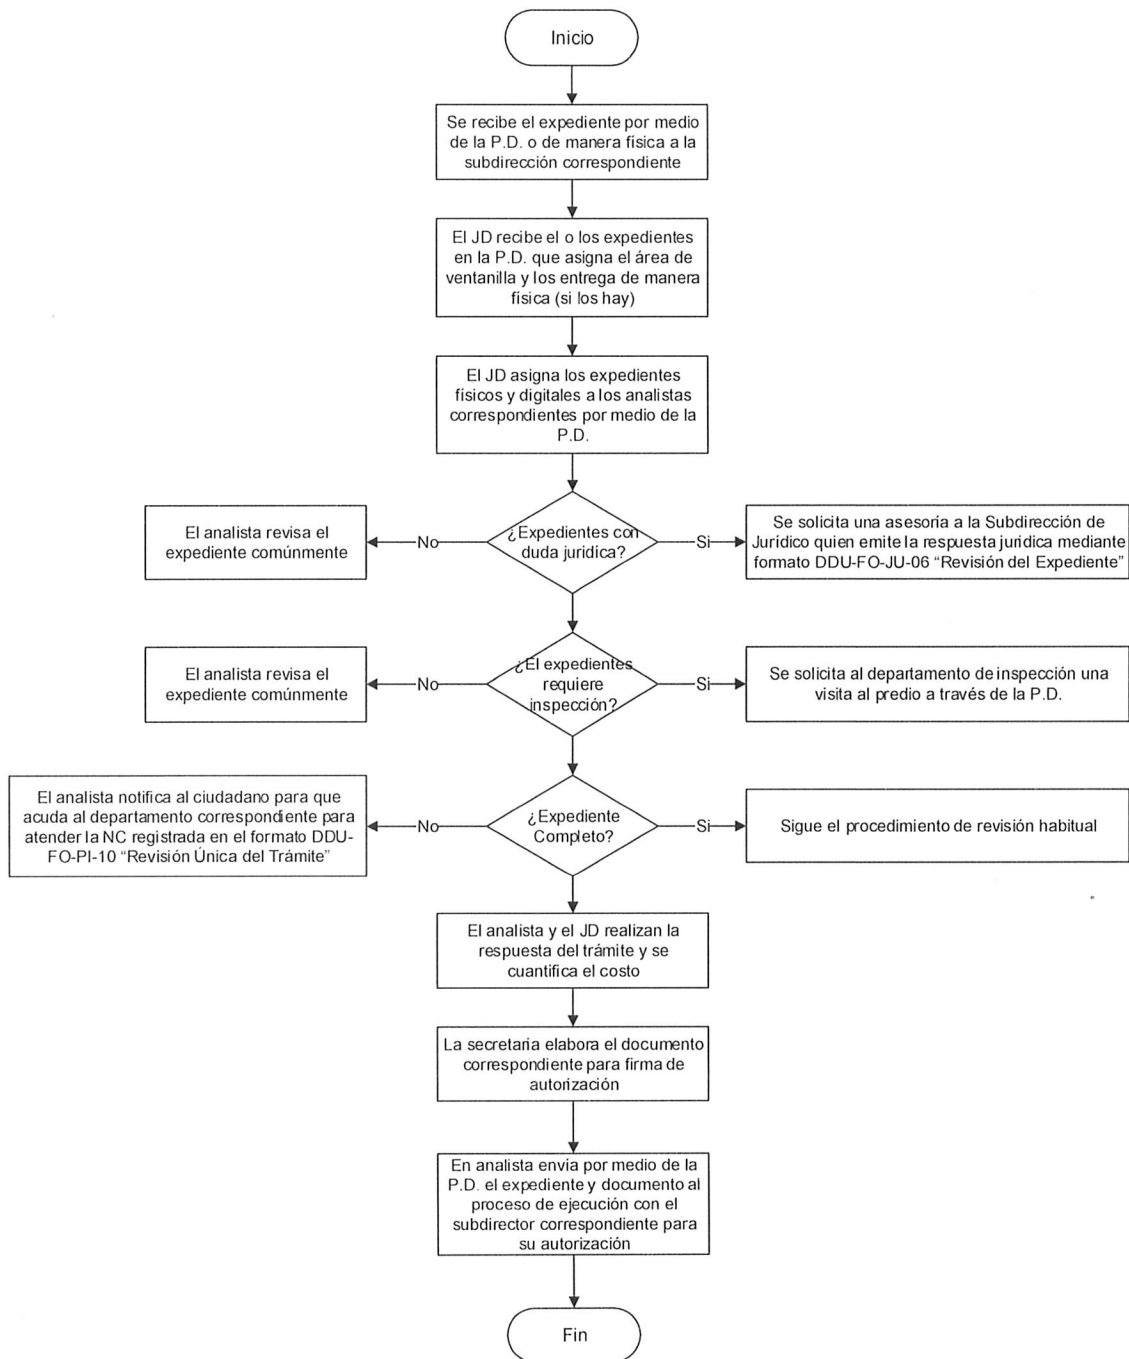 Inicio
Se recibe el expediente por medio
de la P.D. o de manera física a la
subdirección correspondiente
El JD recibe el o los expedientes
en la P.D. que asigna el área de
ventanilla y los entrega de manera
física (si los hay)
El JD asigna los expedientes
físicos y digitales a los analistas
correspondientes por medio de la
P.D.
El analista revisa el
expediente comúnmente
No
¿Expedientes con
duda jurídica?
Si
Se solicita una asesoría a la Subdirección de
Jurídico quien emite la respuesta juridica mediante
formato DDU-FO-JU-06 “Revisión del Expediente”
El analista revisa el
expediente comúnmente
No
¿El expedientes
requiere
inspección?
Si
Se solicita al departamento de inspección una
visita al predio a través de la P.D.
El analista notifica al ciudadano para que
acuda al departamento correspondiente para
atender la NC registrada en el formato DDU-
FO-PI-10 “Revisión Única del Trámite”
No
¿Expediente
Completo?
Si
Sigue el procedimiento de revisión habitual
El analista y el JD realizan la
respuesta del trámite y se
cuantifica el costo
La secretaria elabora el documento
correspondiente para firma de
autorización
En analista envía por medio de la
P.D. el expediente y documento al
proceso de ejecución con el
subdirector correspondiente para
su autorización
Fin